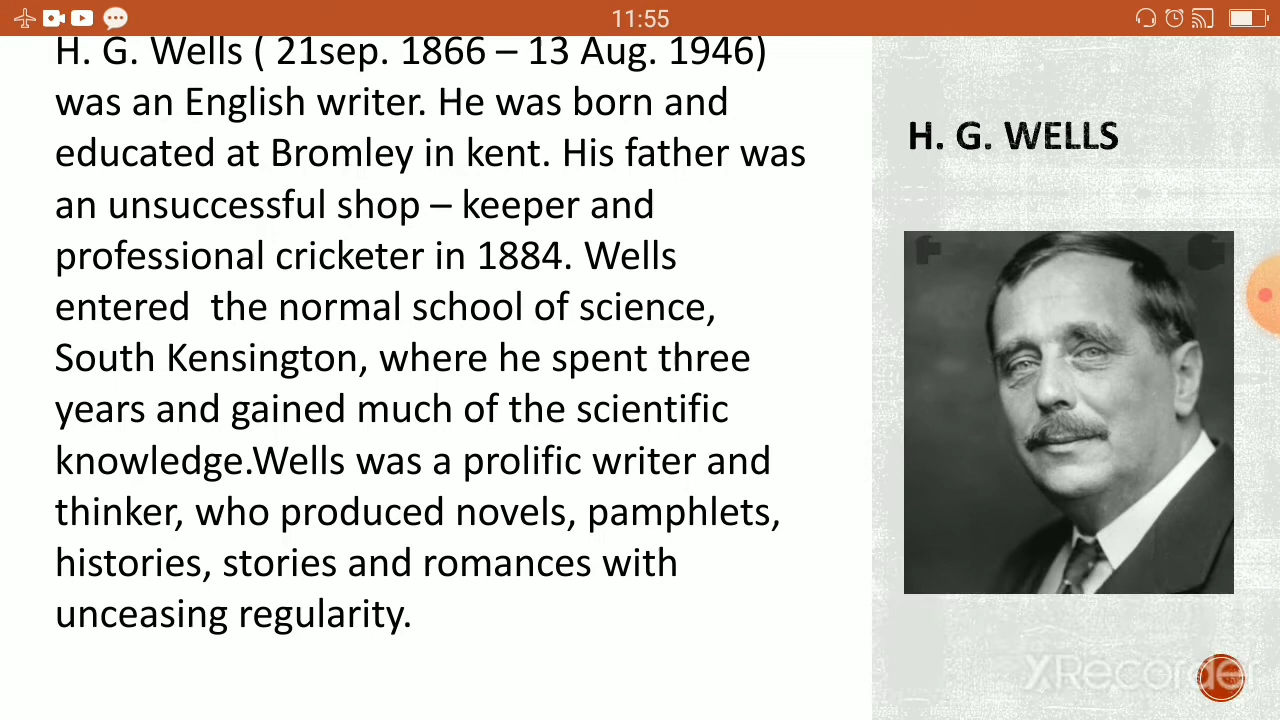 11:55
H. G. Wells ( 21sep. 1866 – 13 Aug. 1946)
was an English writer. He was born and
educated at Bromley in kent. His father was
an unsuccessful shop – keeper and
professional cricketer in 1884. Wells
entered  the normal school of science,
South Kensington, where he spent three
years and gained much of the scientific
knowledge.Wells was a prolific writer and
thinker, who produced novels, pamphlets,
histories, stories and romances with
unceasing regularity.
H. G. WELLS
XRecorder